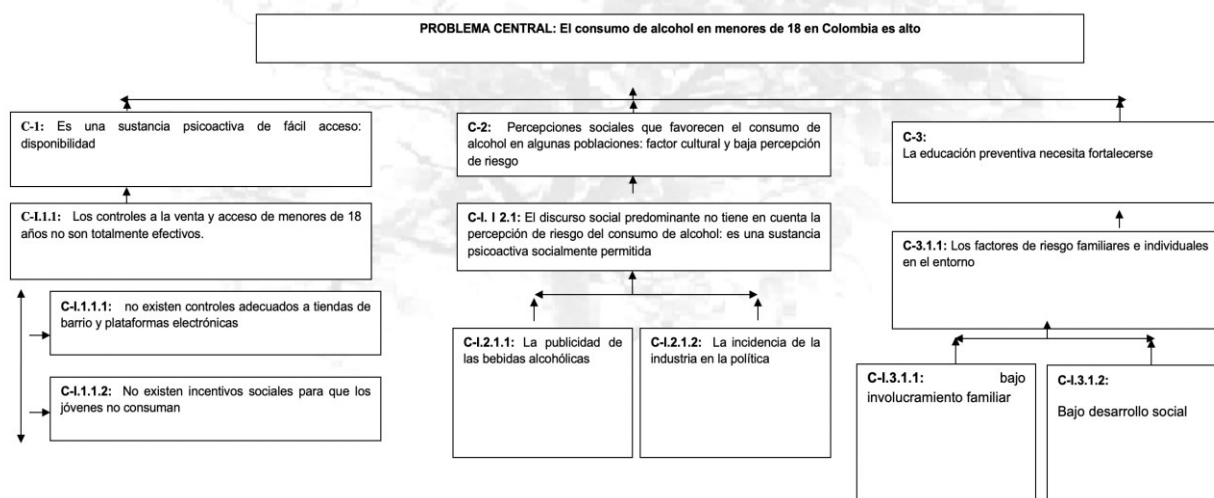 PROBLEMA CENTRAL: El consumo de alcohol en menores de 18 en Colombia es alto
C-1: Es una sustancia psicoactiva de fácil acceso:
disponibilidad
C-2: Percepciones sociales que favorecen el consumo de
alcohol en algunas poblaciones: factor cultural y baja percepción
de riesgo
C-3:
La educación preventiva necesita fortalecerse
C-I.1.1: Los controles a la venta y acceso de menores de 18
años no son totalmente efectivos.
C-I. I 2.1: El discurso social predominante no tiene en cuenta la
percepción de riesgo del consumo de alcohol: es una sustancia
psicoactiva socialmente permitida
C-3.1.1: Los factores de riesgo familiares e individuales
en el entorno
C-I.1.1.1: no existen controles adecuados a tiendas de
barrio y plataformas electrónicas
C-I.1.1.2: No existen incentivos sociales para que los
jóvenes no consuman
C-I.2.1.1: La publicidad de
las bebidas alcohólicas
C-I.2.1.2: La incidencia de la
industria en la política
C-I.3.1.1: bajo
involucramiento familiar
C-I.3.1.2:
Bajo desarrollo social